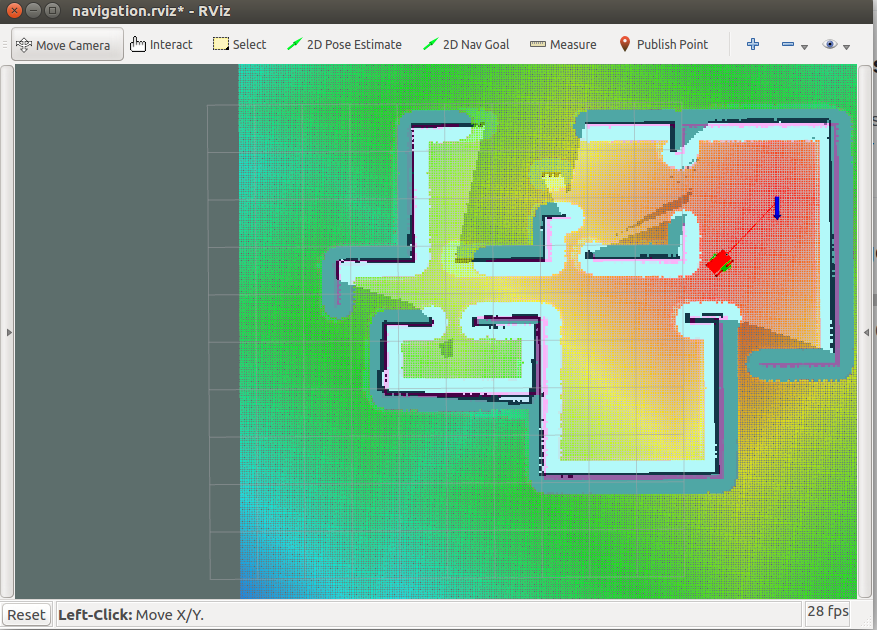 navigation.rviz* - RViz
Move Camera Interact Select 2D Pose Estimate 2D Nav Goal Measure Publish Point
Reset Left-Click: Move X/Y. 28 fps